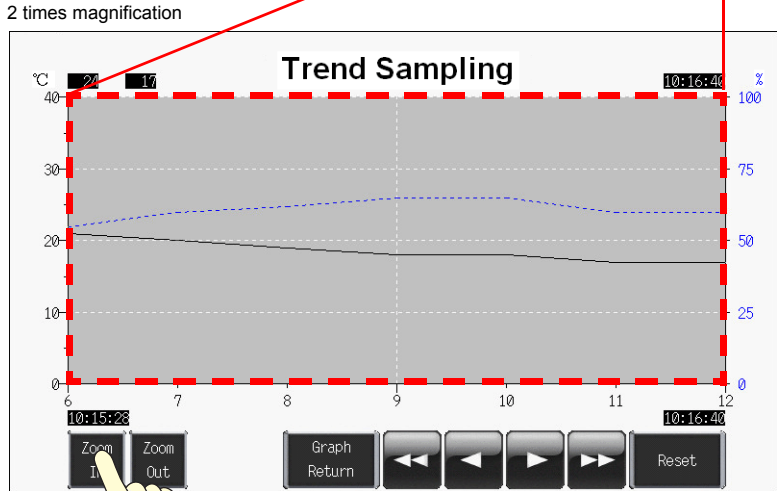 2 times magnification
Trend Sampling
℃ 24 17 10:16:40 %
40 100
30 75
20 50
10 25
0 0
6 7 8 9 10 11 12
10:15:28 10:16:40
Zoom Zoom Graph Reset
Out Return